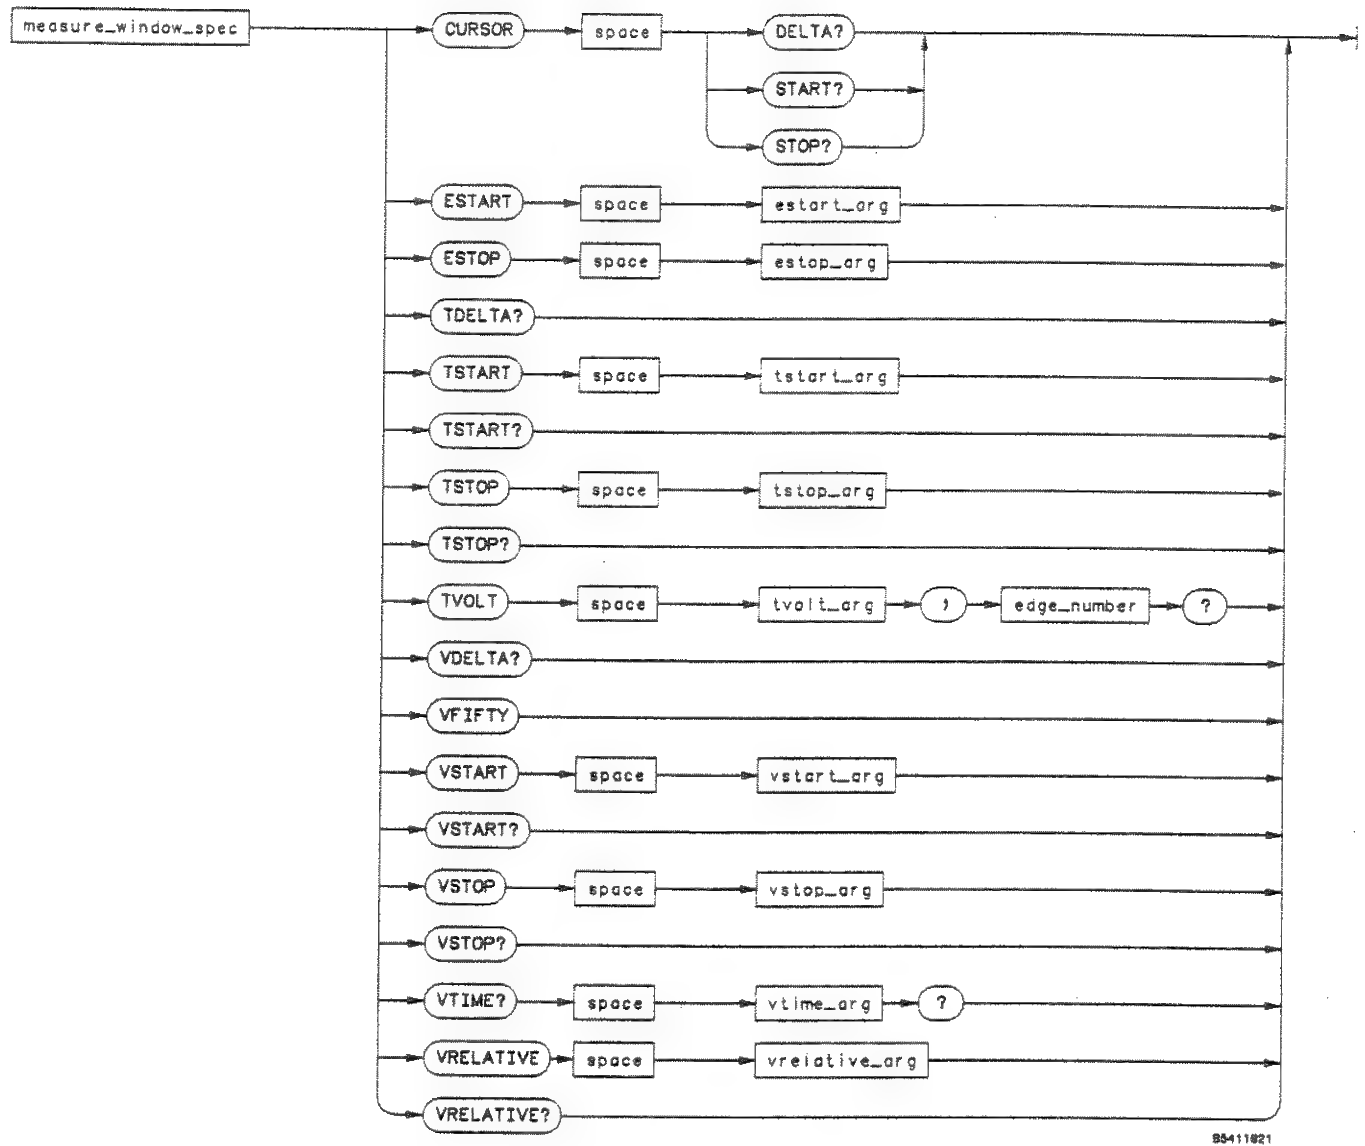 measure_window_spec CURSOR space DELTA?
START?
STOP?
ESTART space estart_arg
ESTOP space estop_arg
TDELTA?
TSTART space tstart_arg
TSTART?
TSTOP space tstop_arg
TSTOP?
TVOLT space tvolt_arg , edge_number ?
VDELTA?
VFIFTY
VSTART space vstart_arg
VSTART?
VSTOP space vstop_arg
VSTOP?
VTIME? space vtime_arg ?
VRELATIVE space vrelative_arg
VRELATIVE?